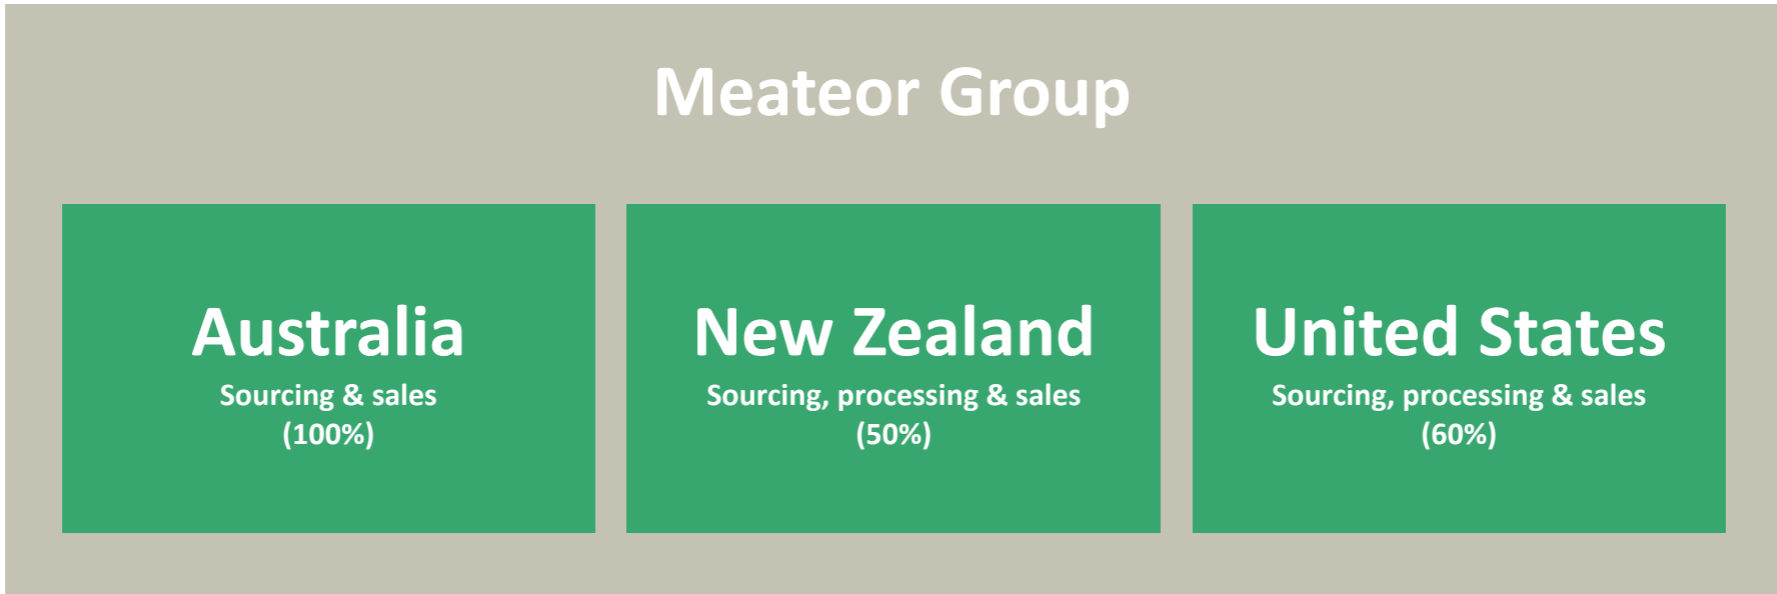 Meateor Group
Australia
Sourcing & sales
(100%)
New Zealand
Sourcing, processing & sales
(50%)
United States
Sourcing, processing & sales
(60%)